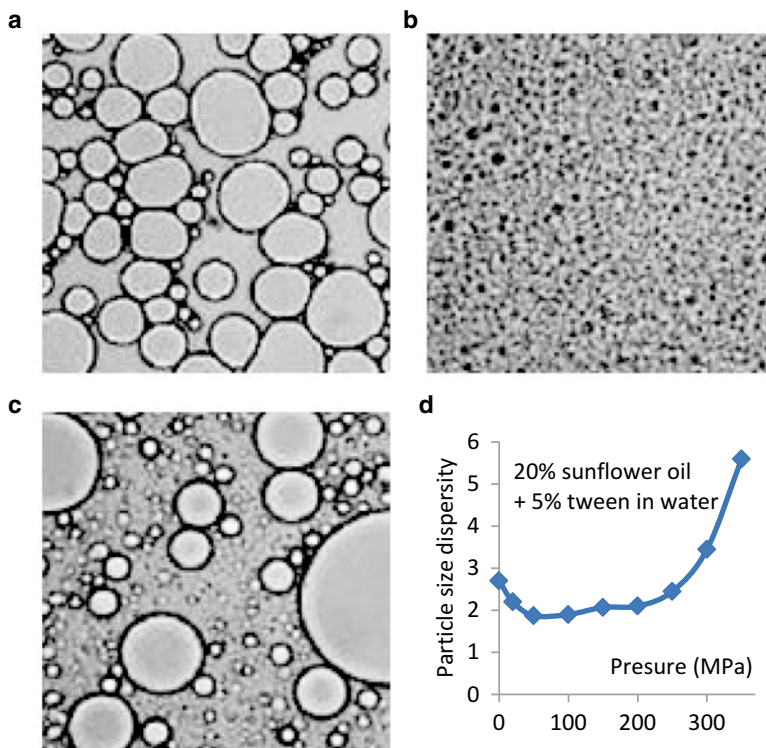 a
b
c
d
6
5
4
3
2
1
0
Particle size dispersity
20% sunflower oil
+ 5% tween in water
Presure (MPa)
0
100
200
300